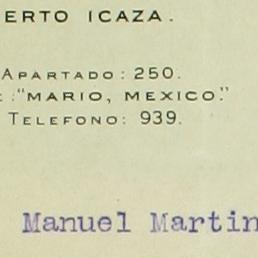 ERTO ICAZA.
APARTADO: 250.
: "MARIO, MEXICO."
TELEFONO: 939.
Manuel Martin